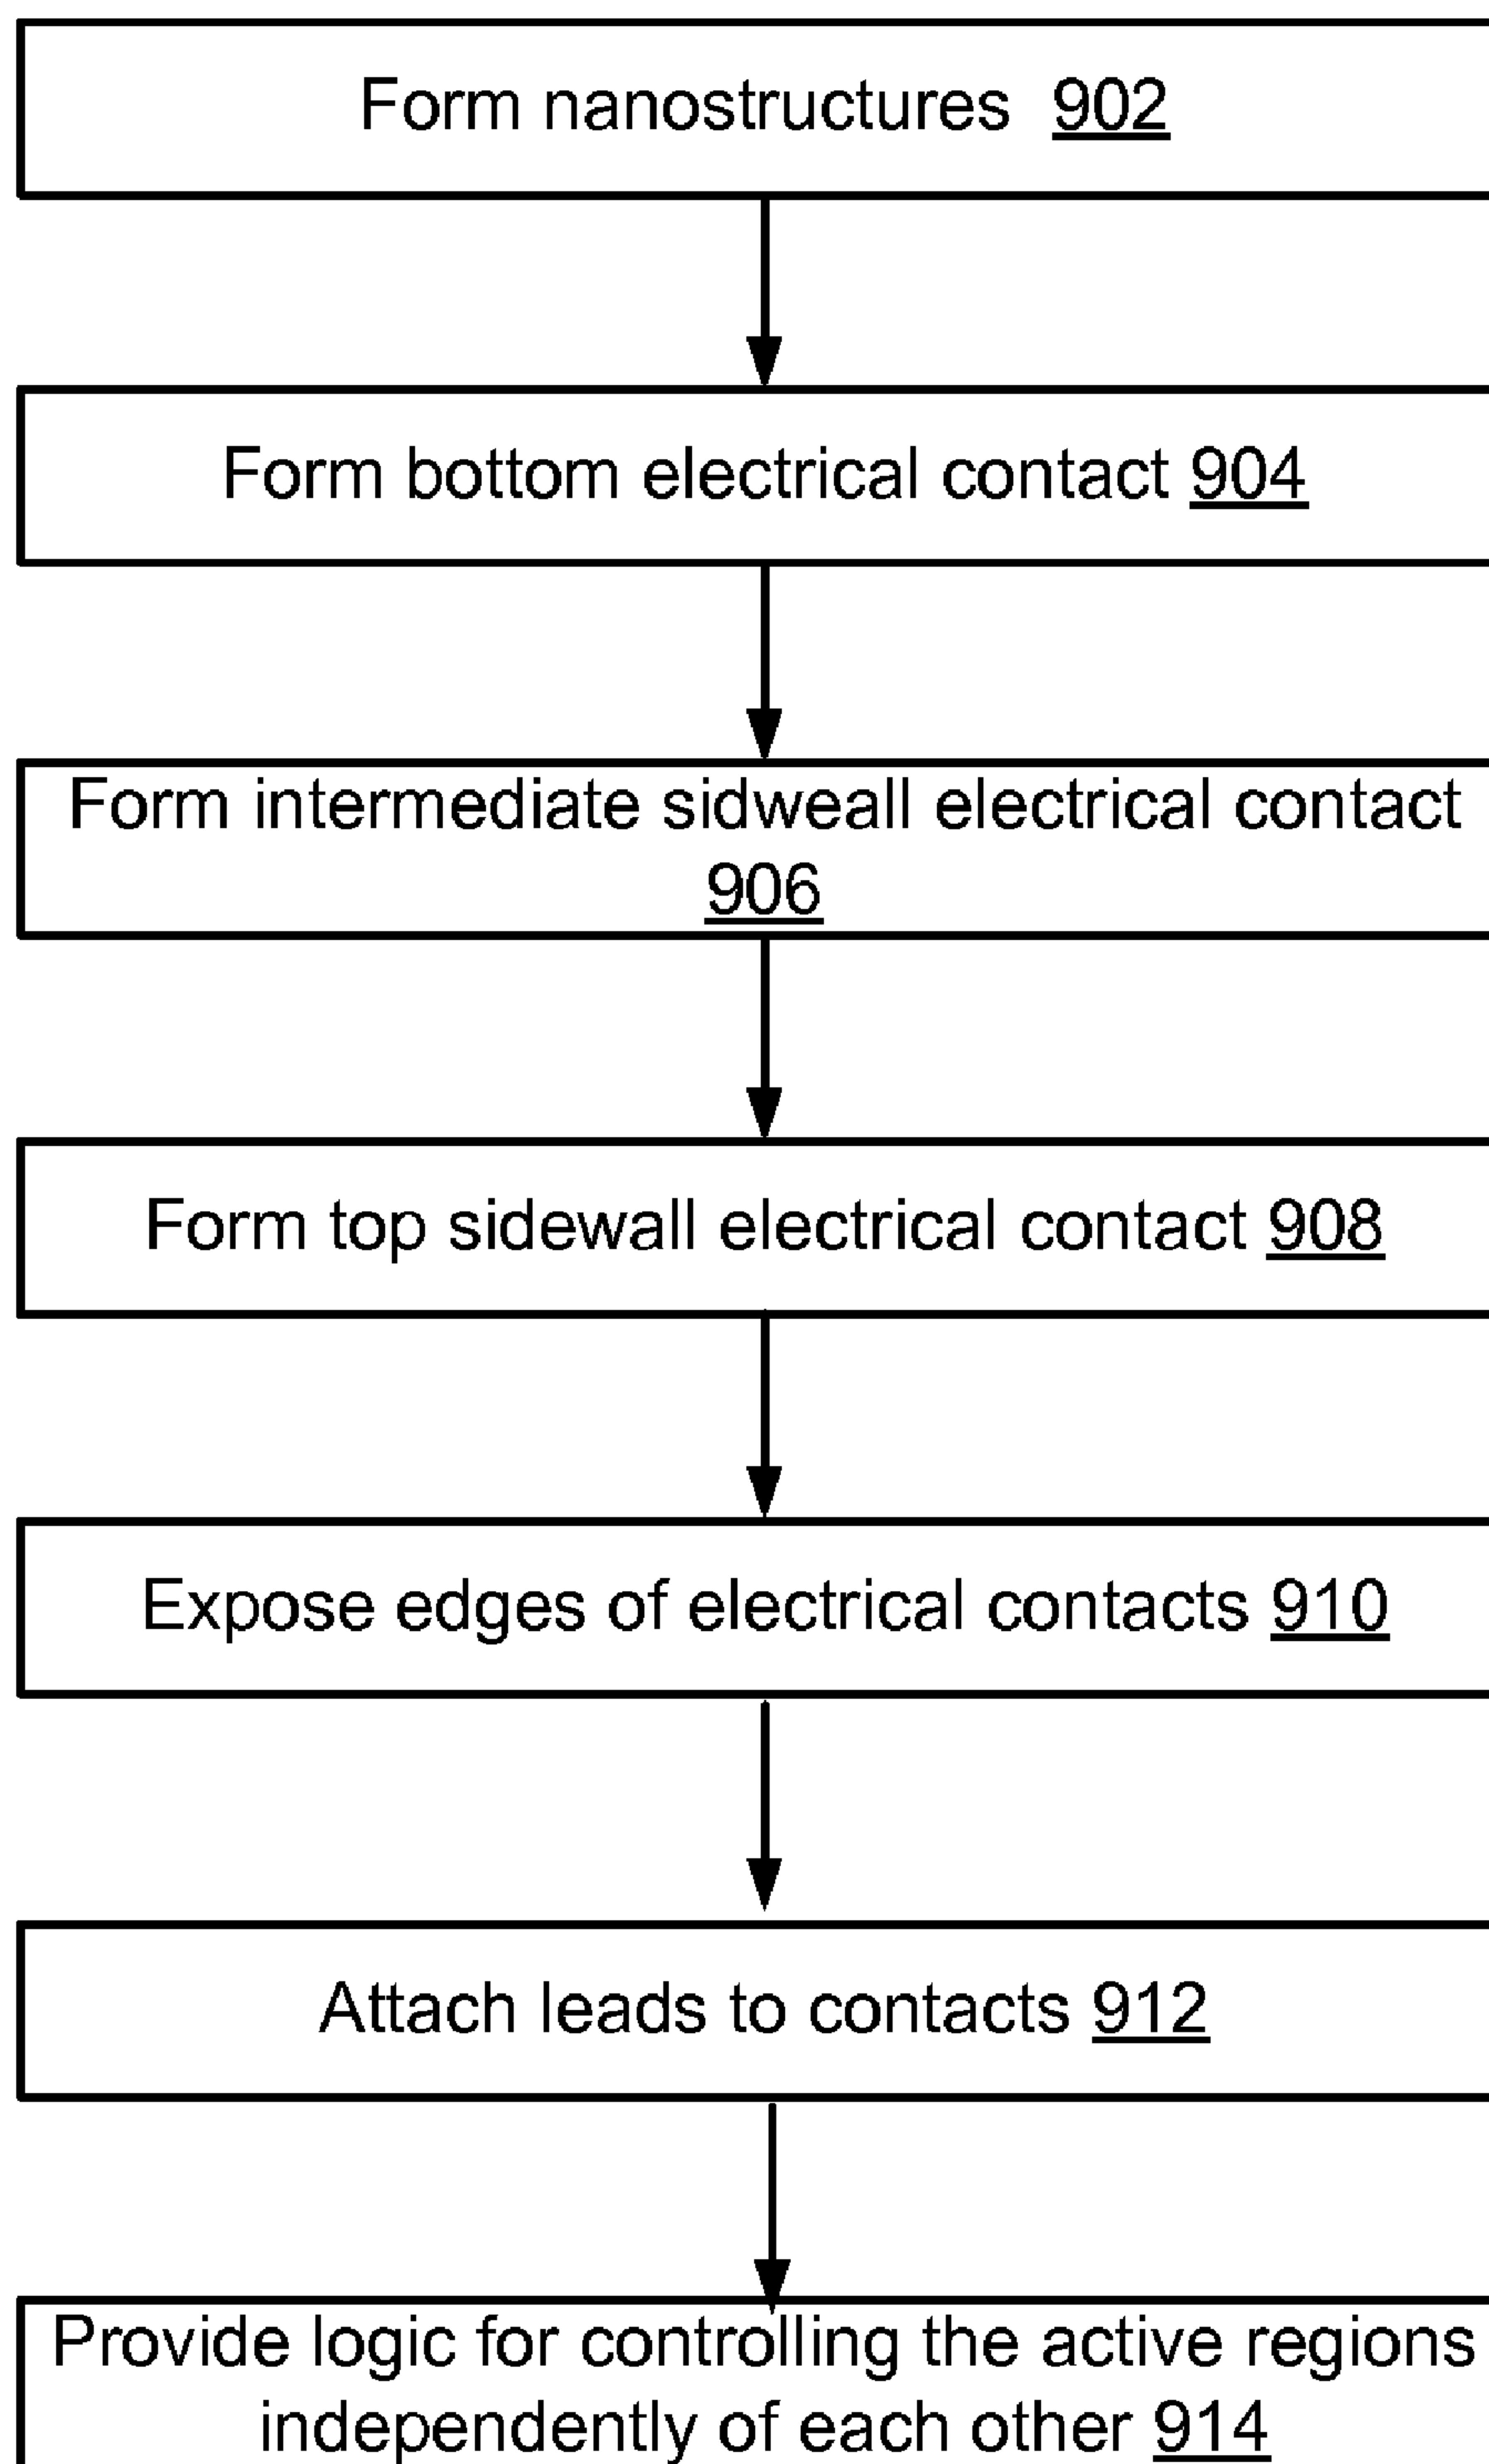 Form nanostructures 902
Form bottom electrical contact 904
Form intermediate sidweall electrical contact
906
Form top sidewall electrical contact 908
Expose edges of electrical contacts 910
Attach leads to contacts 912
Provide logic for controlling the active regions
independently of each other 914